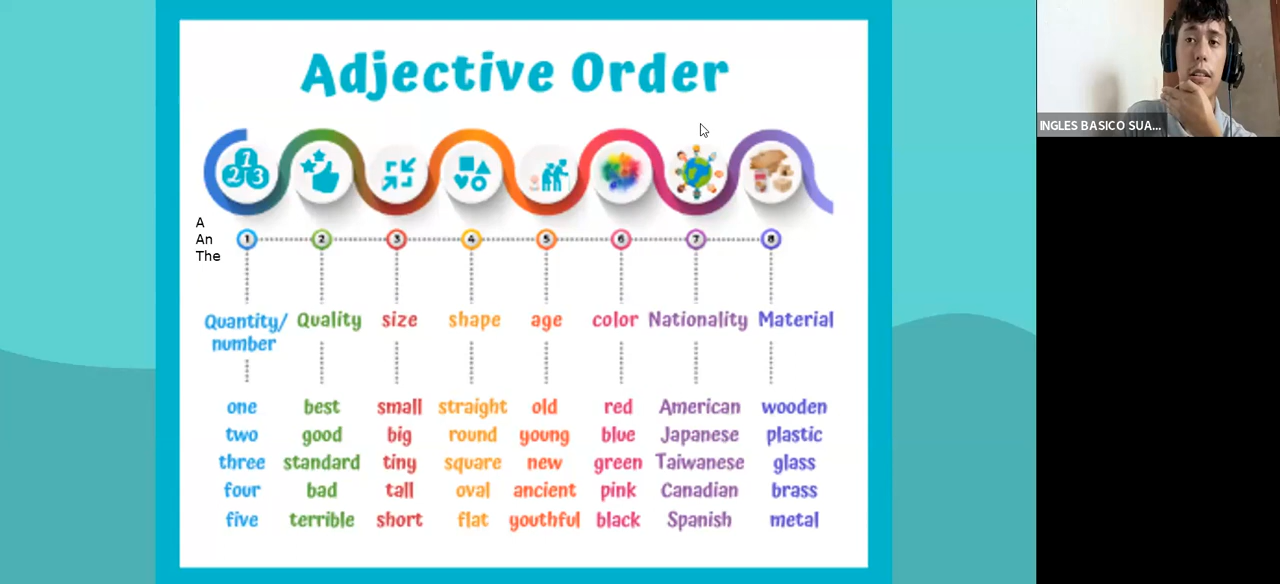 Adjective Order
1
2 3
A
An
The
1 2 3 4 5 6 7 8
Quantity/ Quality size shape age color Nationality Material
number
one best small straight old red American wooden
two good big round young blue Japanese plastic
three standard tiny square new green Taiwanese glass
four bad tall oval ancient pink Canadian brass
five terrible short flat youthful black Spanish metal
INGLES BASICO SUA...